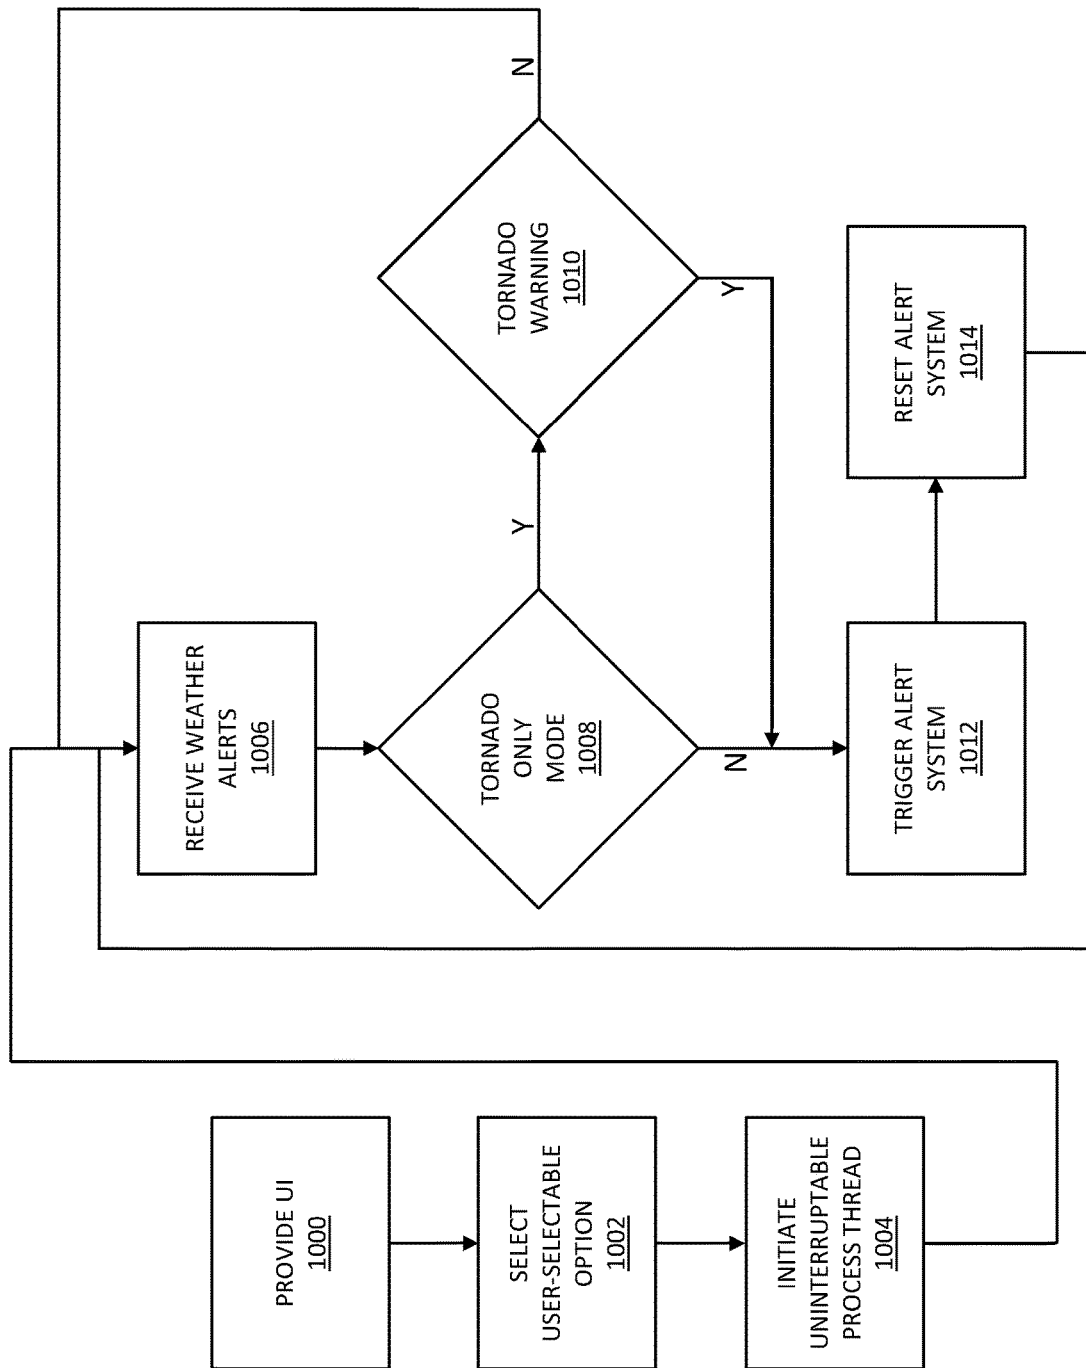 PROVIDE UI
1000
SELECT
USER-SELECTABLE
OPTION
1002
INITIATE
UNINTERRUPTABLE
PROCESS THREAD
1004
RECEIVE WEATHER
ALERTS
1006
TORNADO
ONLY
MODE
1008
Y
N
TORNADO
WARNING
1010
N
Y
TRIGGER ALERT
SYSTEM
1012
RESET ALERT
SYSTEM
1014